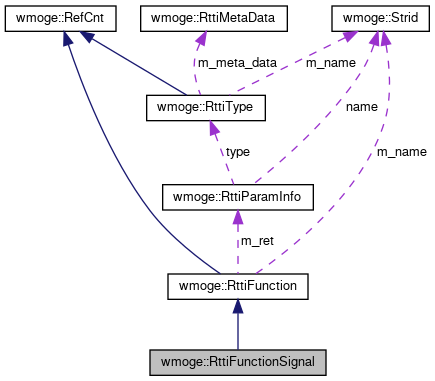 wmoge::RefCnt
wmoge::RttiMetaData
wmoge::Strid
m_meta_data
m_name
wmoge::RttiType
name
type
m_name
wmoge::RttiParamInfo
m_ret
wmoge::RttiFunction
wmoge::RttiFunctionSignal